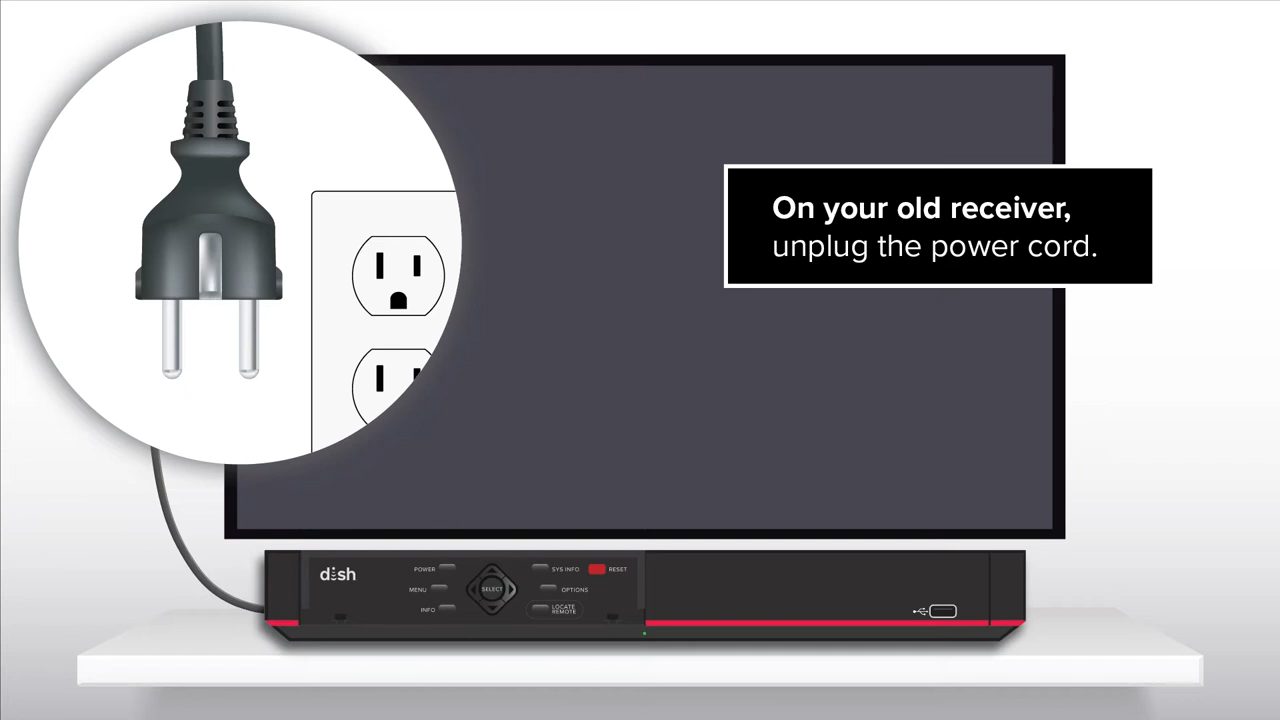 On your old receiver,
unplug the power cord.
dish
POWER
MENU
INFO
SELECT
SYS INFO
RESET
OPTIONS
LOCATE
REMOTE